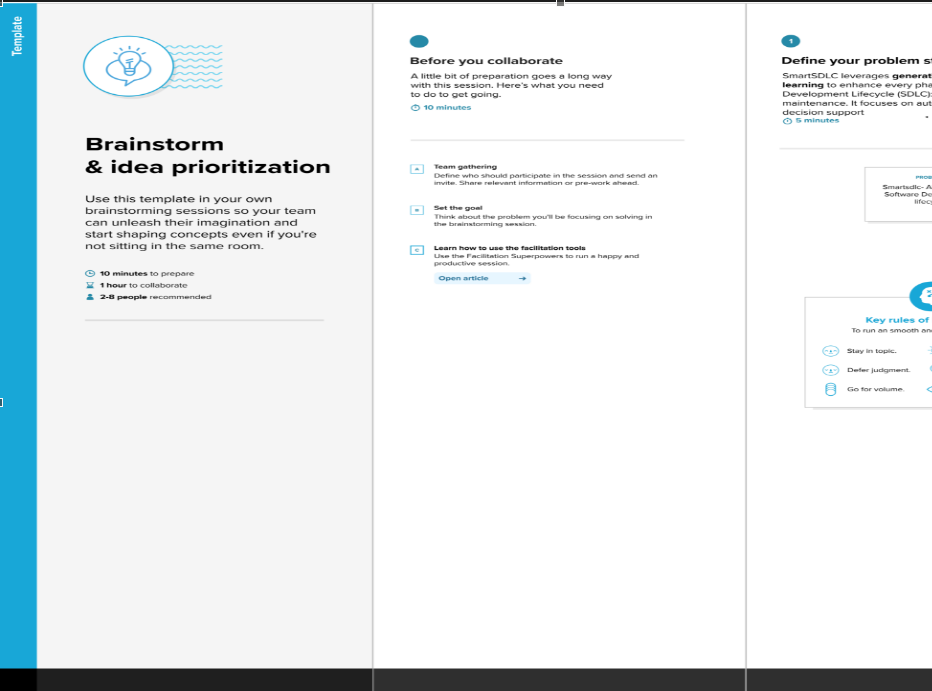 Template
Brainstorm
& idea prioritization
Use this template in your own
brainstorming sessions so your team
can unleash their imagination and
start shaping concepts even if you're
not sitting in the same room.
10 minutes to prepare
1 hour to collaborate
2-8 people recommended
Before you collaborate
A little bit of preparation goes a long way
with this session. Here's what you need
to do to get going.
10 minutes
A
Team gathering
Define who should participate in the session and send an
invite. Share relevant information or pre-work ahead.
B
Set the goal
Think about the problem you'll be focusing on solving in
the brainstorming session.
C
Learn how to use the facilitation tools
Use the Facilitation Superpowers to run a happy and
productive session.
Open article
1
Define your problem
SmartSDLC leverages
learning to enhance every
Development Lifecycle (SDLC):
maintenance. It focuses on
decision support
5 minutes
Smartsdlc-
Software
Key rules of
To run an smooth
Stay in topic.
Defer judgment.
Go for volume.